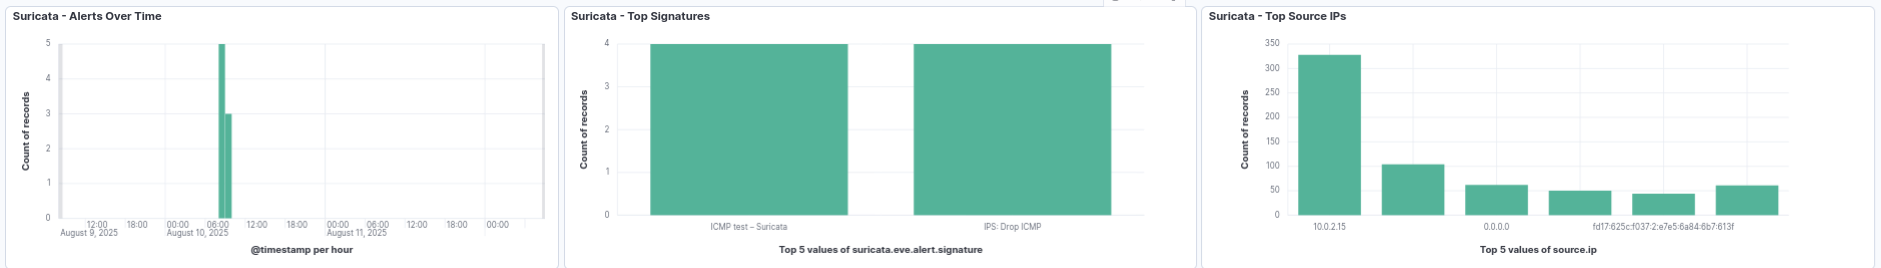 Suricata - Alerts Over Time
5
4
3
2
1
0
Count of records
12:00 18:00 00:00 06:00 12:00 18:00 00:00 06:00 12:00 18:00 00:00
August 9, 2025 August 10, 2025 August 11, 2025
@timestamp per hour
Suricata - Top Signatures
4
3
2
1
0
Count of records
ICMP test – Suricata IPS: Drop ICMP
Top 5 values of suricata.eve.alert.signature
Suricata - Top Source IPs
350
300
250
200
150
100
50
0
Count of records
10.0.2.15 0.0.0.0 fd17:625c:f037:2:e7e5:6a84:6b7:613f
Top 5 values of source.ip